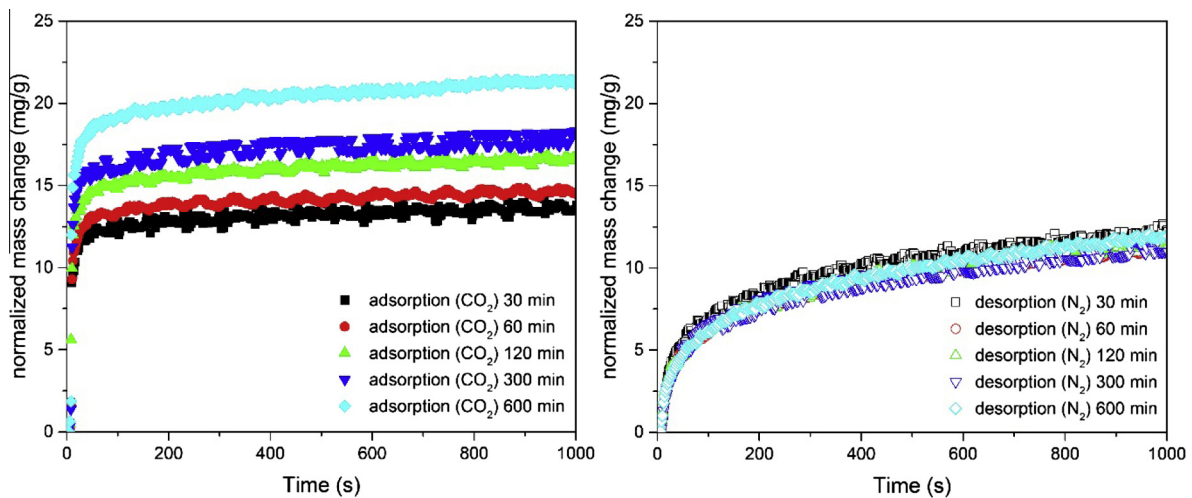 25
20
15
10
5
0
normalized mass change (mg/g)
adsorption (CO₂) 30 min
adsorption (CO₂) 60 min
adsorption (CO₂) 120 min
adsorption (CO₂) 300 min
adsorption (CO₂) 600 min
0 200 400 600 800 1000
Time (s)
25
20
15
10
5
0
normalized mass change (mg/g)
desorption (N₂) 30 min
desorption (N₂) 60 min
desorption (N₂) 120 min
desorption (N₂) 300 min
desorption (N₂) 600 min
0 200 400 600 800 1000
Time (s)